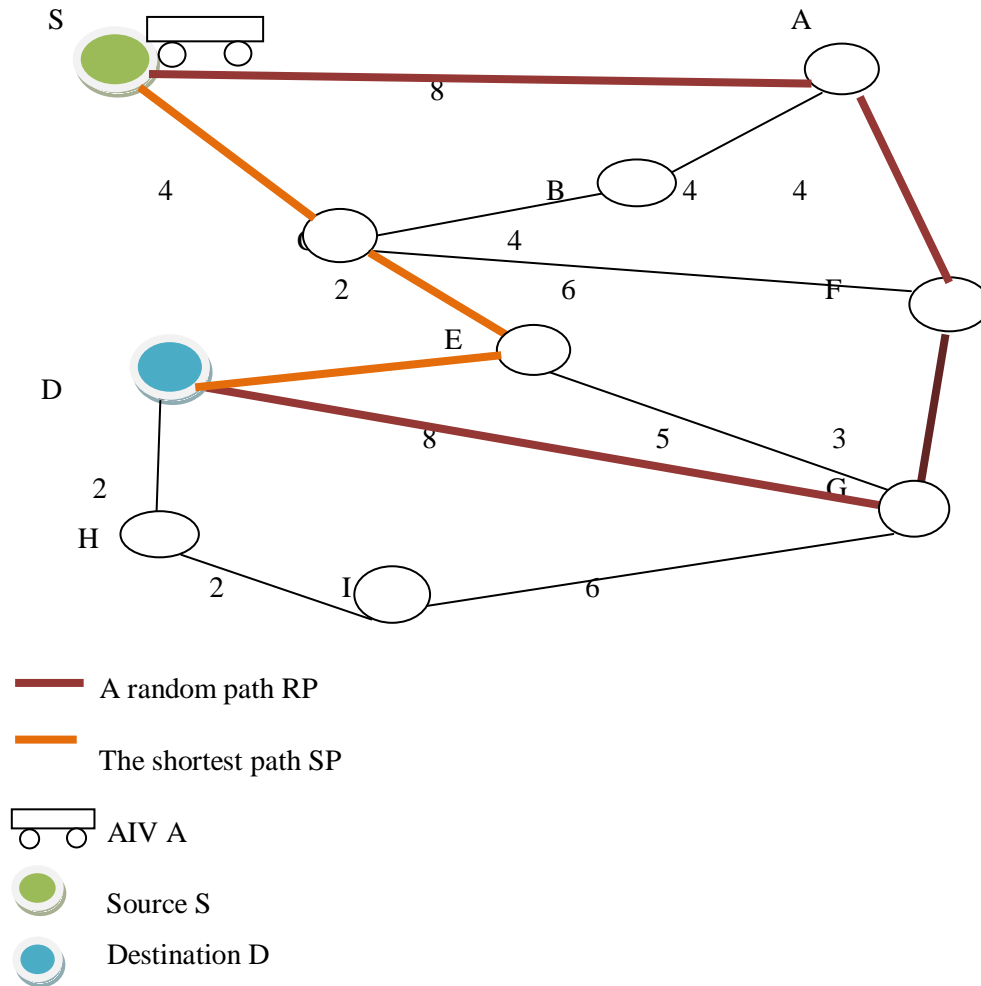 S A
8
4 B 4 4
4
2 6 F
E
D
8 5 3
2 G
H
2 I 6
A random path RP
The shortest path SP
AIV A
Source S
Destination D